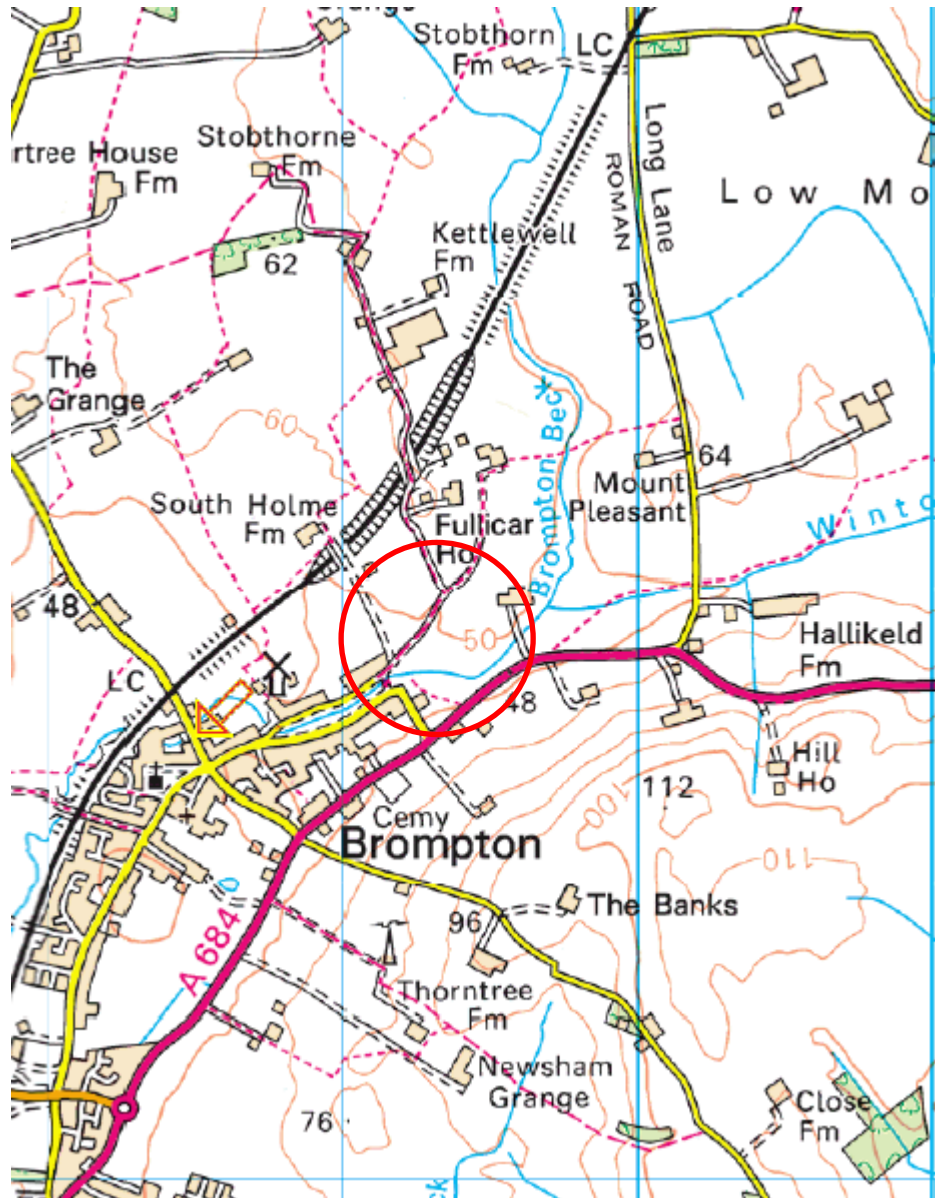 Stobthorn
Fm
LC
Long Lane
ROMAN ROAD
Stobthorne
Fm
rtree House
Fm
Low Mo
Kettlewell
Fm
62
The
Grange
60
Brompton Beck
64
Mount
Pleasant
South Holme
Fm
Fullicar
Ho
Winto
48
50
Hallikeld
Fm
LC
48
Hill
Ho
112
100
Cemy
Brompton
110
The Banks
96
A 684
Thorntree
Fm
Newsham
Grange
76
Close
Fm